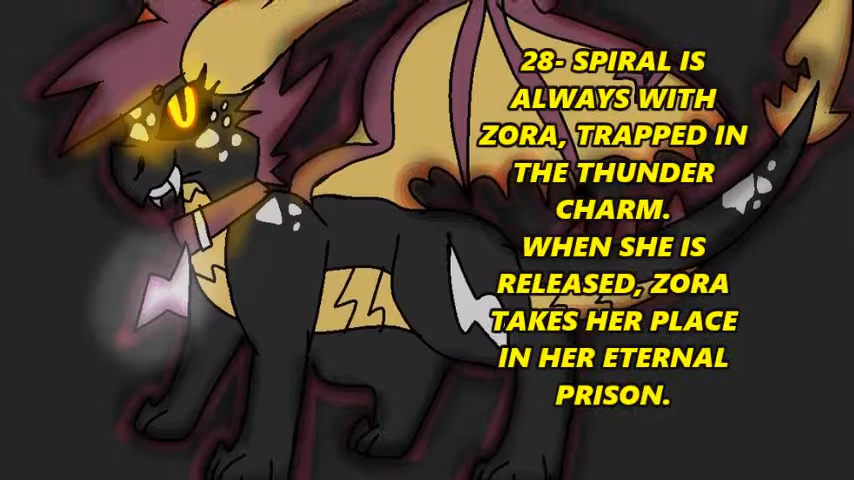 28- SPIRAL IS
ALWAYS WITH
ZORA, TRAPPED IN
THE THUNDER
CHARM.
WHEN SHE IS
RELEASED, ZORA
TAKES HER PLACE
IN HER ETERNAL
PRISON.